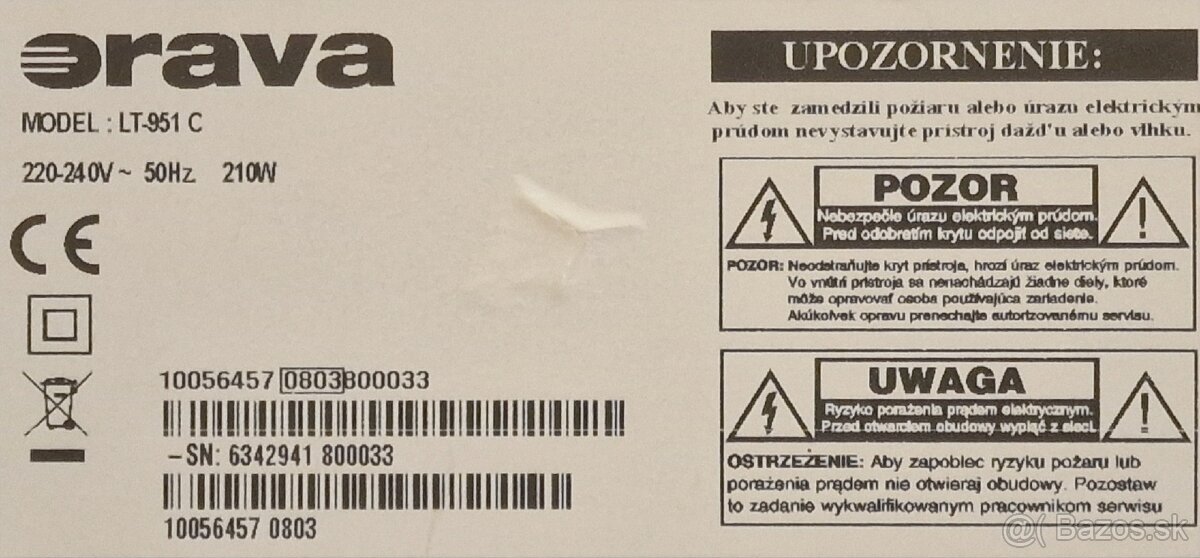 orava
MODEL : LT-951 C
220-240V ~ 50Hz 210W
CE
10056457 0803 800033
-SN: 6342941 800033
10056457 0803
UPOZORNENIE:
Aby ste zamedzili požiaru alebo úrazu elektrickým
prúdom nevystavujte prístroj dažd'u alebo vlhku.
POZOR
Nebezpečie úrazu elektrickým prúdom.
Pred odobretím krytu odpojiť od siete.
POZOR: Neodstraňujte kryt prístroja, hrozí úraz elektrickým prúdom.
Vo vnútri prístroja sa nenachádzajú žiadne diely, ktoré
môže opravovať osoba používajúca zariadenie.
Akúkoľvek opravu prenechajte autorizovanému servisu.
UWAGA
Ryzyko porażenia prądem elektrycznym.
Przed otwarciem obudowy wypiąć z sieci.
OSTRZEŻENIE: Aby zapobiec ryzyku pożaru lub
porażenia prądem nie otwieraj obudowy. Pozostaw
to zadanie wykwalifikowanym pracownikom serwisu
@( Bazos.sk